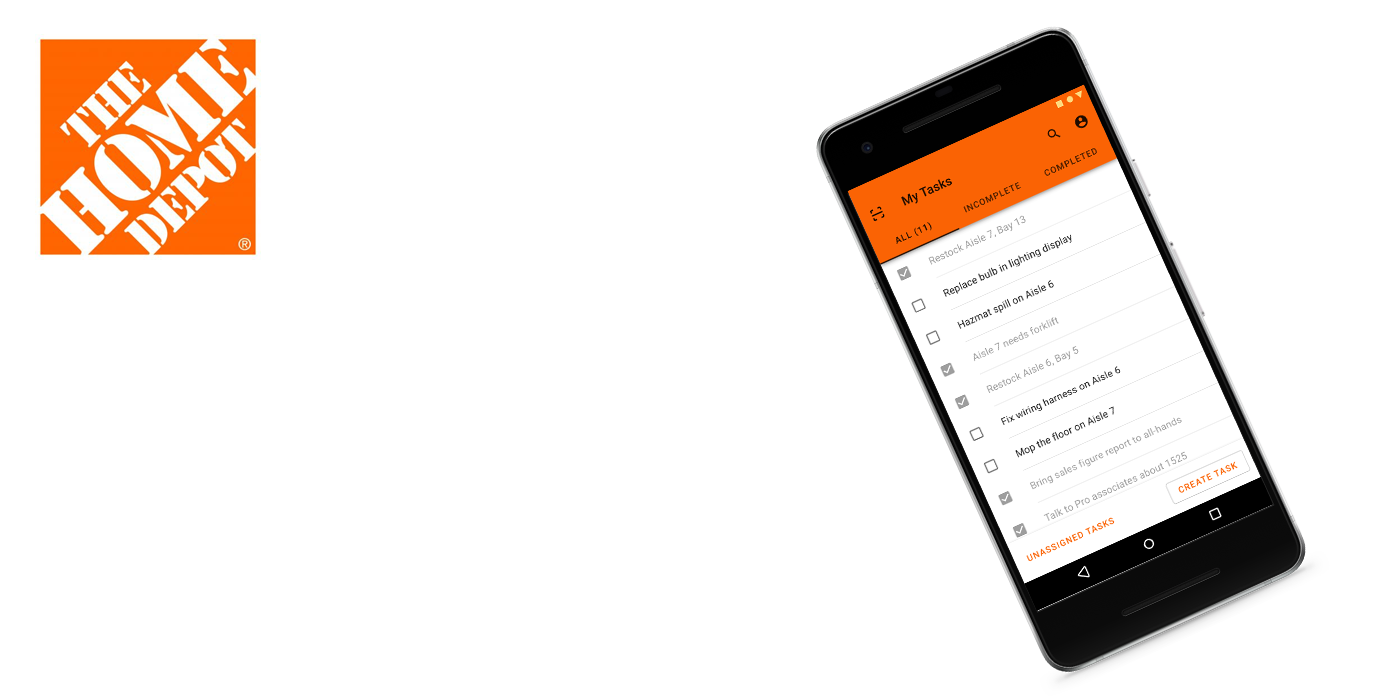 THE
HOME
DEPOT
®
My Tasks
ALL (11) INCOMPLETE COMPLETED
Restock Aisle 7, Bay 13
Replace bulb in lighting display
Hazmat spill on Aisle 6
Aisle 7 needs forklift
Restock Aisle 6, Bay 5
Fix wiring harness on Aisle 6
Mop the floor on Aisle 7
Bring sales figure report to all-hands
Talk to Pro associates about 1525
UNASSIGNED TASKS CREATE TASK